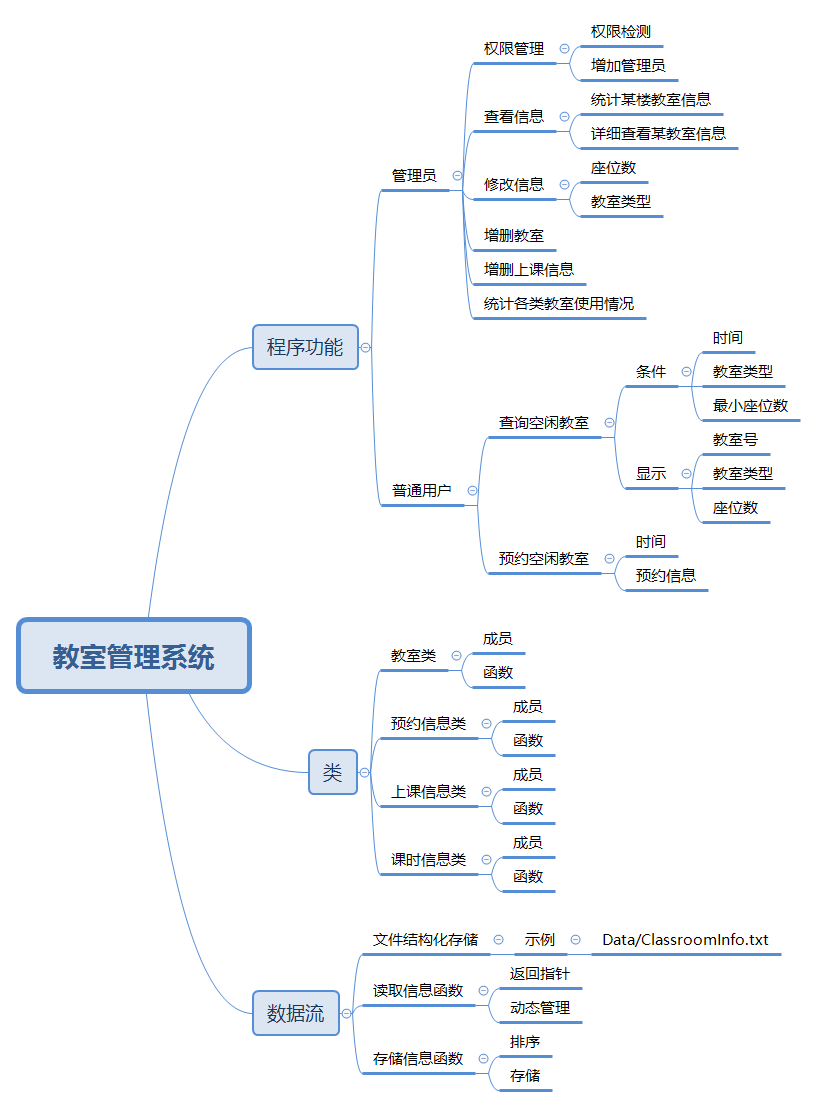 教室管理系统
程序功能
管理员
权限管理
权限检测
增加管理员
查看信息
统计某楼教室信息
详细查看某教室信息
修改信息
座位数
教室类型
增删教室
增删上课信息
统计各类教室使用情况
普通用户
查询空闲教室
条件
时间
教室类型
最小座位数
显示
教室号
教室类型
座位数
预约空闲教室
时间
预约信息
类
教室类
成员
函数
预约信息类
成员
函数
上课信息类
成员
函数
课时信息类
成员
函数
数据流
文件结构化存储
示例
Data/ClassroomInfo.txt
读取信息函数
返回指针
动态管理
存储信息函数
排序
存储